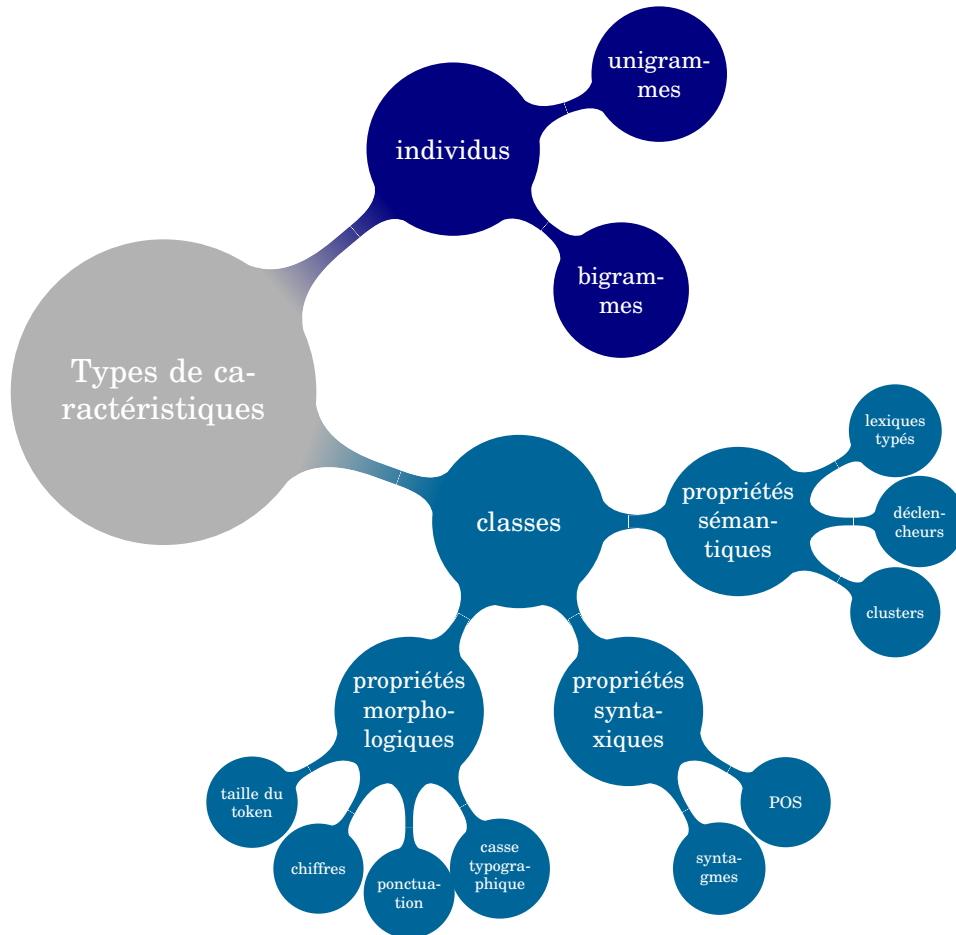 unigram-
mes
individus
bigram-
mes
Types de ca-
ractéristiques
lexiques
typés
propriétés
séman-
tiques
déclen-
cheurs
classes
clusters
propriétés
morpho-
logiques
propriétés
synta-
xiques
taille du
token
POS
chiffres
ponctua-
tion
casse
typogra-
phique
synta-
gmes